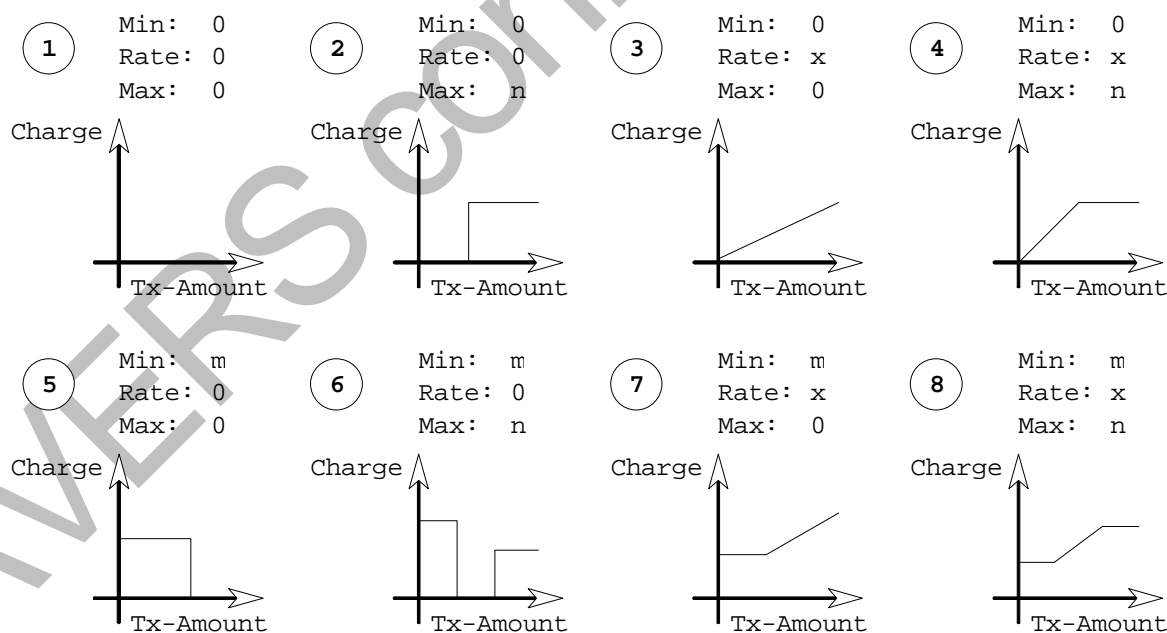 1
Min: 0
Rate: 0
Max: 0
Charge
Tx-Amount
2
Min: 0
Rate: 0
Max: n
Charge
Tx-Amount
3
Min: 0
Rate: x
Max: 0
Charge
Tx-Amount
4
Min: 0
Rate: x
Max: n
Charge
Tx-Amount
5
Min: m
Rate: 0
Max: 0
Charge
Tx-Amount
6
Min: m
Rate: 0
Max: n
Charge
Tx-Amount
7
Min: m
Rate: x
Max: 0
Charge
Tx-Amount
8
Min: m
Rate: x
Max: n
Charge
Tx-Amount